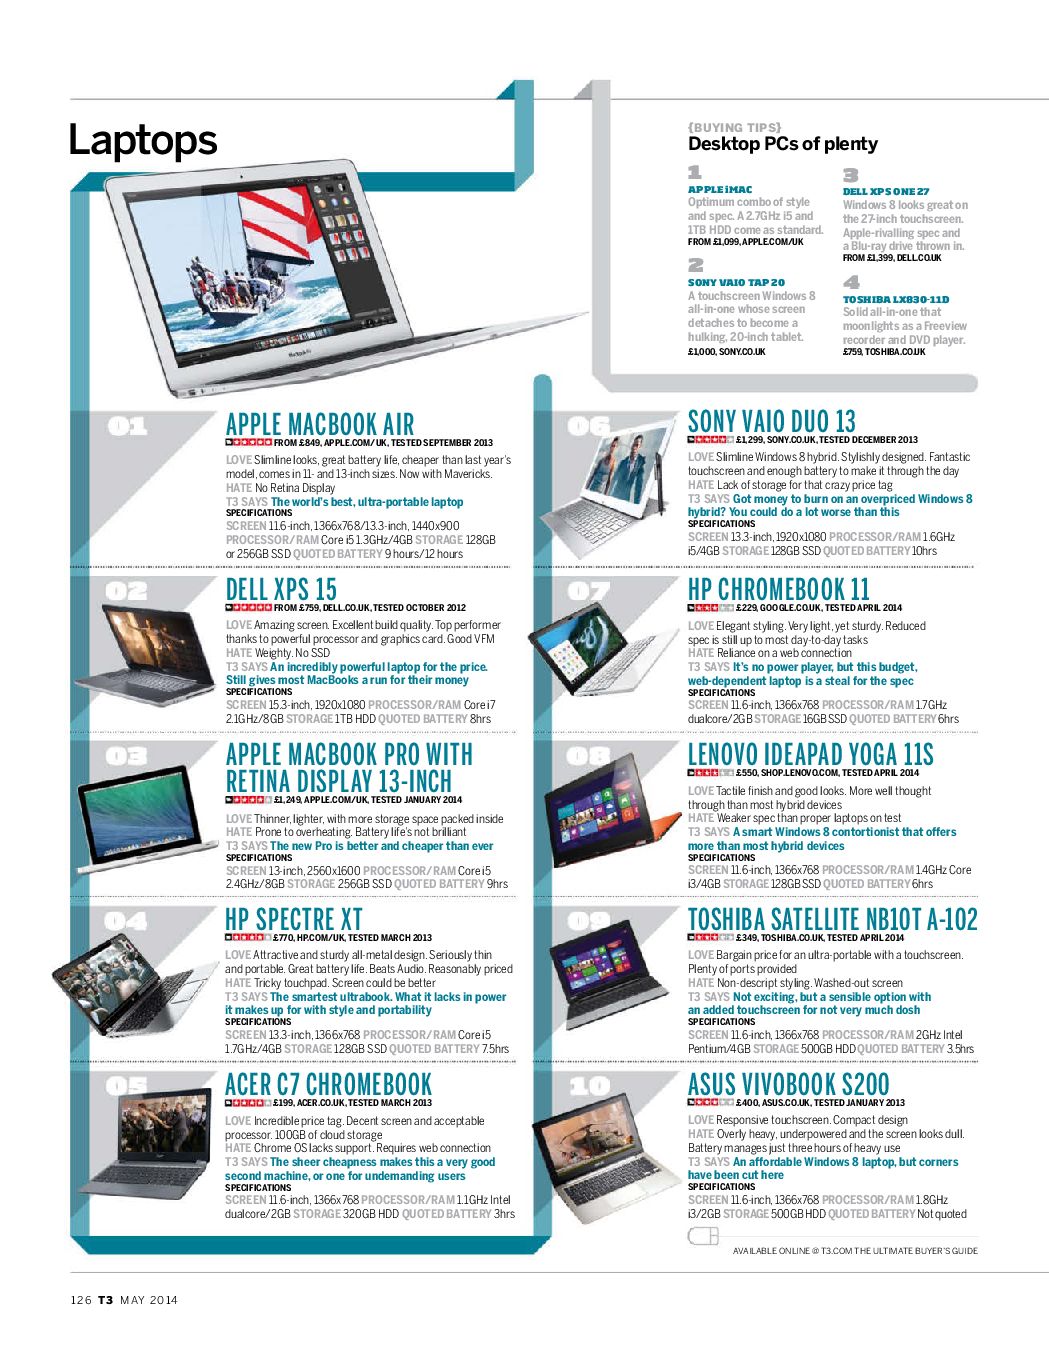 Laptops
{BUYING TIPS}
Desktop PCs of plenty
1
APPLE iMAC
Optimum combo of style
and spec. A 2.7GHz i5 and
1TB HDD come as standard.
FROM £1,099, APPLE.COM/UK
2
SONY VAIO TAP 20
A touchscreen Windows 8
all-in-one whose screen
detaches to become a
hulking, 20-inch tablet.
£1,000, SONY.CO.UK
3
DELL XPS ONE 27
Windows 8 looks great on
the 27-inch touchscreen.
Apple-rivalling spec and
a Blu-ray drive thrown in.
FROM £1,399, DELL.CO.UK
4
TOSHIBA LX830-11D
Solid all-in-one that
moonlights as a Freeview
recorder and DVD player.
£759, TOSHIBA.CO.UK
01
APPLE MACBOOK AIR
FROM £849, APPLE.COM/UK, TESTED SEPTEMBER 2013
LOVE Slimline looks, great battery life, cheaper than last year's
model, comes in 11- and 13-inch sizes. Now with Mavericks.
HATE No Retina Display
T3 SAYS The world's best, ultra-portable laptop
SPECIFICATIONS
SCREEN 11.6-inch, 1366x768/13.3-inch, 1440x900
PROCESSOR/RAM Core i5 1.3GHz/4GB STORAGE 128GB
or 256GB SSD QUOTED BATTERY 9 hours/12 hours
02
DELL XPS 15
FROM £759, DELL.CO.UK, TESTED OCTOBER 2012
LOVE Amazing screen. Excellent build quality. Top performer
thanks to powerful processor and graphics card. Good VFM
HATE Weighty. No SSD
T3 SAYS An incredibly powerful laptop for the price.
Still gives most MacBooks a run for their money
SPECIFICATIONS
SCREEN 15.3-inch, 1920x1080 PROCESSOR/RAM Core i7
2.1GHz/8GB STORAGE 1TB HDD QUOTED BATTERY 8hrs
03
APPLE MACBOOK PRO WITH
RETINA DISPLAY 13-INCH
£1,249, APPLE.COM/UK, TESTED JANUARY 2014
LOVE Thinner, lighter, with more storage space packed inside
HATE Prone to overheating. Battery life's not brilliant
T3 SAYS The new Pro is better and cheaper than ever
SPECIFICATIONS
SCREEN 13-inch, 2560x1600 PROCESSOR/RAM Core i5
2.4GHz/8GB STORAGE 256GB SSD QUOTED BATTERY 9hrs
04
HP SPECTRE XT
£770, HP.COM/UK, TESTED MARCH 2013
LOVE Attractive and sturdy all-metal design. Seriously thin
and portable. Great battery life. Beats Audio. Reasonably priced
HATE Tricky touchpad. Screen could be better
T3 SAYS The smartest ultrabook. What it lacks in power
it makes up for with style and portability
SPECIFICATIONS
SCREEN 13.3-inch, 1366x768 PROCESSOR/RAM Core i5
1.7GHz/4GB STORAGE 128GB SSD QUOTED BATTERY 7.5hrs
05
ACER C7 CHROMEBOOK
£199, ACER.CO.UK, TESTED MARCH 2013
LOVE Incredible price tag. Decent screen and acceptable
processor. 100GB of cloud storage
HATE Chrome OS lacks support. Requires web connection
T3 SAYS The sheer cheapness makes this a very good
second machine, or one for undemanding users
SPECIFICATIONS
SCREEN 11.6-inch, 1366x768 PROCESSOR/RAM 1.1GHz Intel
dualcore/2GB STORAGE 320GB HDD QUOTED BATTERY 3hrs
06
SONY VAIO DUO 13
£1,299, SONY.CO.UK, TESTED DECEMBER 2013
LOVE Slimline Windows 8 hybrid. Stylishly designed. Fantastic
touchscreen and enough battery to make it through the day
HATE Lack of storage for that crazy price tag
T3 SAYS Got money to burn on an overpriced Windows 8
hybrid? You could do a lot worse than this
SPECIFICATIONS
SCREEN 13.3-inch, 1920x1080 PROCESSOR/RAM 1.6GHz
i5/4GB STORAGE 128GB SSD QUOTED BATTERY 10hrs
07
HP CHROMEBOOK 11
£229, GOOGLE.CO.UK, TESTED APRIL 2014
LOVE Elegant styling. Very light, yet sturdy. Reduced
spec is still up to most day-to-day tasks
HATE Reliance on a web connection
T3 SAYS It's no power player, but this budget,
web-dependent laptop is a steal for the spec
SPECIFICATIONS
SCREEN 11.6-inch, 1366x768 PROCESSOR/RAM 1.7GHz
dualcore/2GB STORAGE 16GB SSD QUOTED BATTERY 6hrs
08
LENOVO IDEAPAD YOGA 11S
£550, SHOP.LENOVO.COM, TESTED APRIL 2014
LOVE Tactile finish and good looks. More well thought
through than most hybrid devices
HATE Weaker spec than proper laptops on test
T3 SAYS A smart Windows 8 contortionist that offers
more than most hybrid devices
SPECIFICATIONS
SCREEN 11.6-inch, 1366x768 PROCESSOR/RAM 1.4GHz Core
i3/4GB STORAGE 128GB SSD QUOTED BATTERY 6hrs
09
TOSHIBA SATELLITE NB10T A-102
£349, TOSHIBA.CO.UK, TESTED APRIL 2014
LOVE Bargain price for an ultra-portable with a touchscreen.
Plenty of ports provided
HATE Non-descript styling. Washed-out screen
T3 SAYS Not exciting, but a sensible option with
an added touchscreen for not very much dosh
SPECIFICATIONS
SCREEN 11.6-inch, 1366x768 PROCESSOR/RAM 2GHz Intel
Pentium/4GB STORAGE 500GB HDD QUOTED BATTERY 3.5hrs
10
ASUS VIVOBOOK S200
£400, ASUS.CO.UK, TESTED JANUARY 2013
LOVE Responsive touchscreen. Compact design
HATE Overly heavy, underpowered and the screen looks dull.
Battery manages just three hours of heavy use
T3 SAYS An affordable Windows 8 laptop, but corners
have been cut here
SPECIFICATIONS
SCREEN 11.6-inch, 1366x768 PROCESSOR/RAM 1.8GHz
i3/2GB STORAGE 500GB HDD QUOTED BATTERY Not quoted
AVAILABLE ONLINE @ T3.COM THE ULTIMATE BUYER'S GUIDE
126 T3 MAY 2014